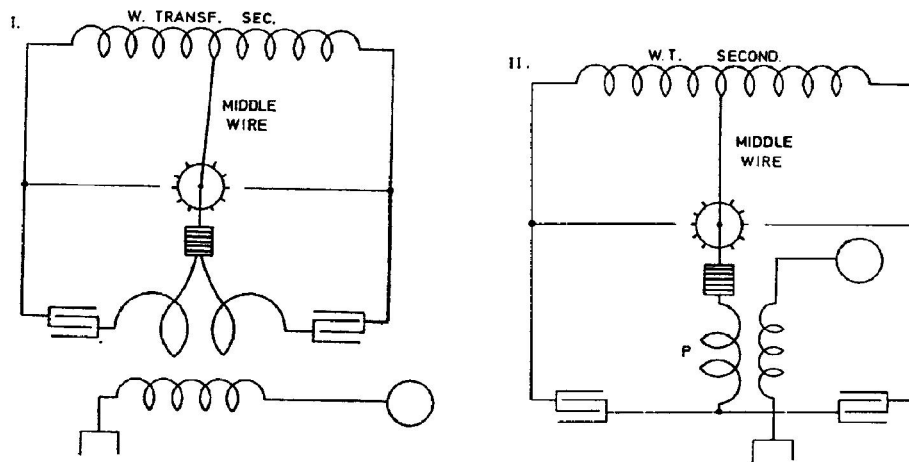 I.
W. TRANSF. SEC.
MIDDLE
WIRE
II.
W.T. SECOND.
MIDDLE
WIRE
P